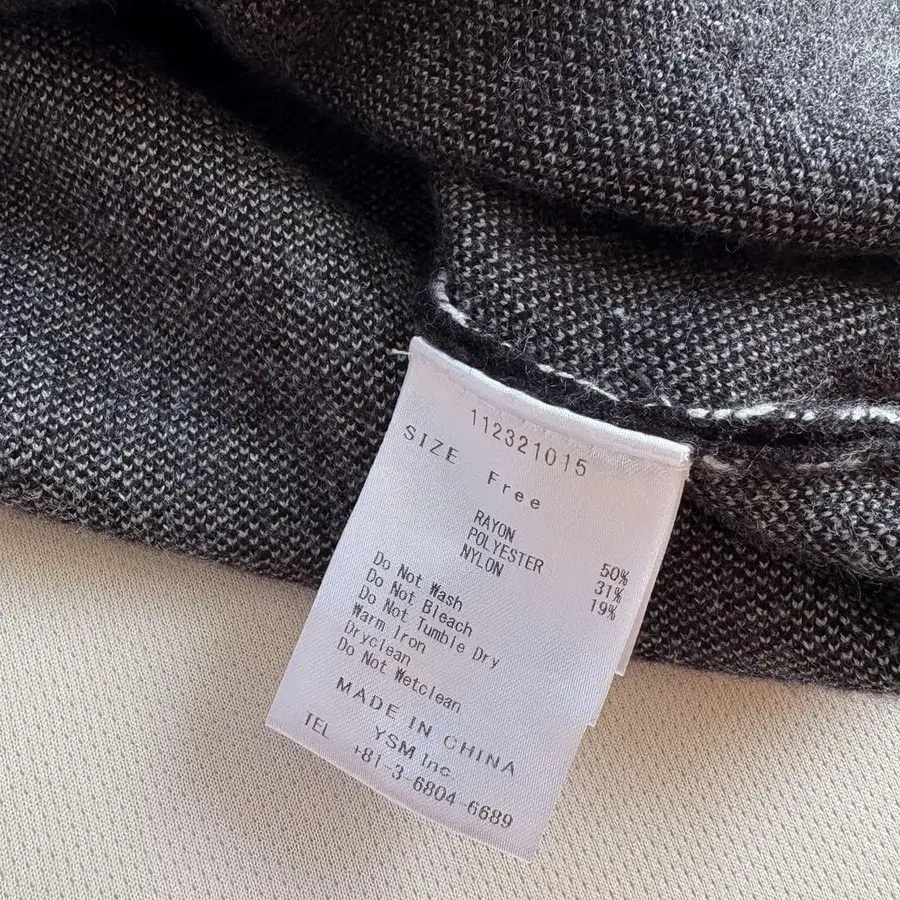 112321015
SIZE Free
RAYON 50%
POLYESTER 31%
NYLON 19%
Do Not Wash
Do Not Bleach
Do Not Tumble Dry
Warm Iron
Dryclean
Do Not Wetclean
MADE IN CHINA
YSM Inc
TEL +81-3-6804-6689